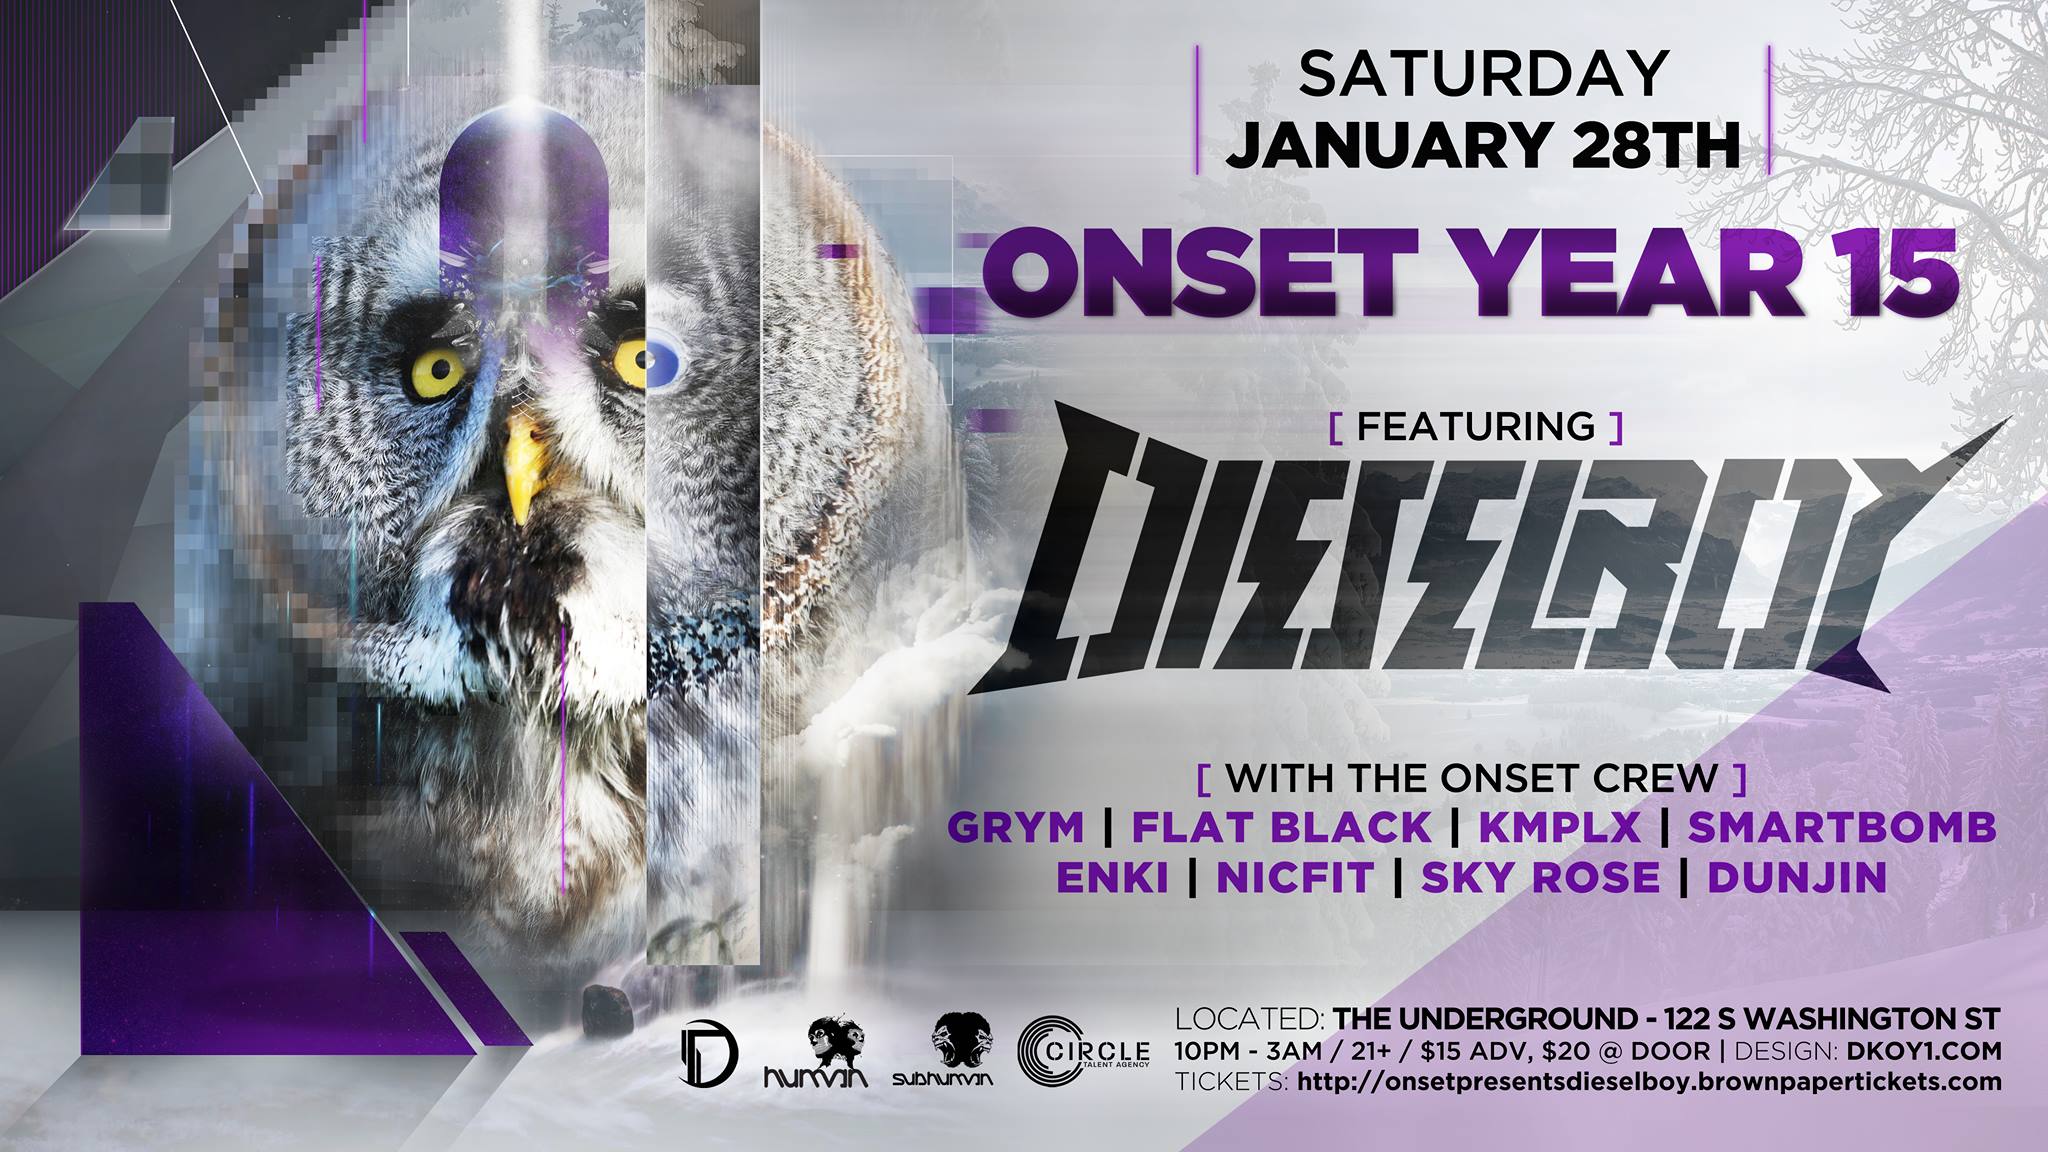 SATURDAY
JANUARY 28TH
ONSET YEAR 15
[ FEATURING ]
DIESELBOY
[ WITH THE ONSET CREW ]
GRYM | FLAT BLACK | KMPLX | SMARTBOMB
ENKI | NICFIT | SKY ROSE | DUNJIN
LOCATED: THE UNDERGROUND - 122 S WASHINGTON ST
10PM - 3AM / 21+ / $15 ADV, $20 @ DOOR | DESIGN: DKOY1.COM
TICKETS: http://onsetpresentsdieselboy.brownpapertickets.com
D
human
subhuman
CIRCLE
TALENT AGENCY